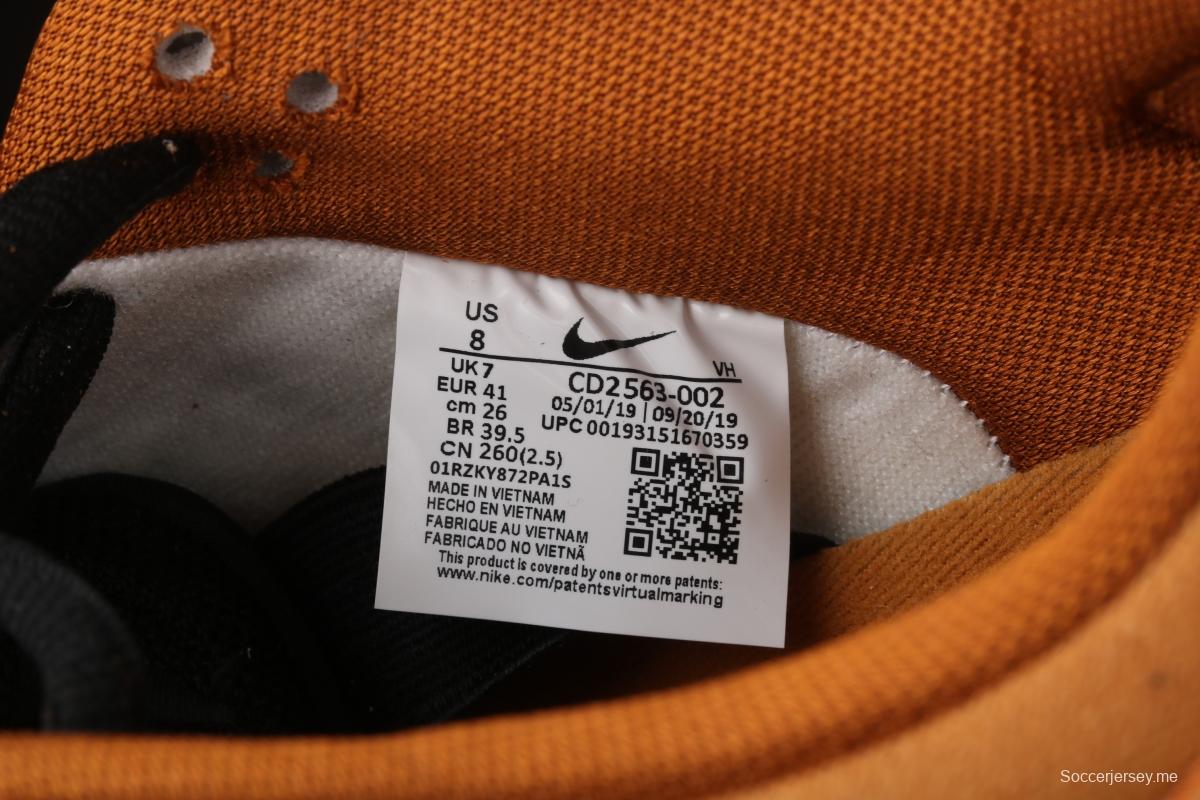 US
8
VH
UK 7
EUR 41
cm 26
BR 39.5
CN 260(2.5)
CD2563-002
05/01/19 | 09/20/19
UPC 00193151670359
01RZKY872PA1S
MADE IN VIETNAM
HECHO EN VIETNAM
FABRIQUE AU VIETNAM
FABRICADO NO VIETNÃ
This product is covered by one or more patents:
www.nike.com/patentsvirtualmarking
Soccerjersey.me